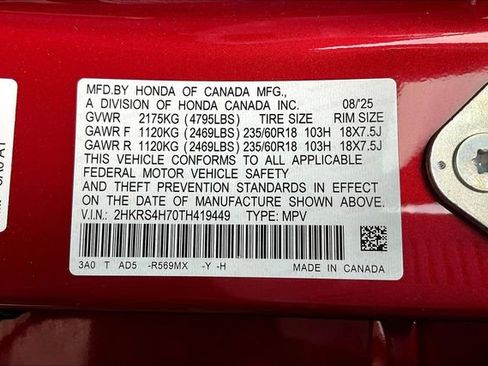 MFD.BY HONDA OF CANADA MFG.,
A DIVISION OF HONDA CANADA INC. 08/'25
GVWR 2175KG (4795LBS) TIRE SIZE RIM SIZE
GAWR F 1120KG (2469LBS) 235/60R18 103H 18X7.5J
GAWR R 1120KG (2469LBS) 235/60R18 103H 18X7.5J
THIS VEHICLE CONFORMS TO ALL APPLICABLE
FEDERAL MOTOR VEHICLE SAFETY
AND THEFT PREVENTION STANDARDS IN EFFECT
ON THE DATE OF MANUFACTURE SHOWN ABOVE.
V.I.N.: 2HKRS4H70TH419449 TYPE: MPV
3A0 T AD5 -R569MX -Y -H MADE IN CANADA